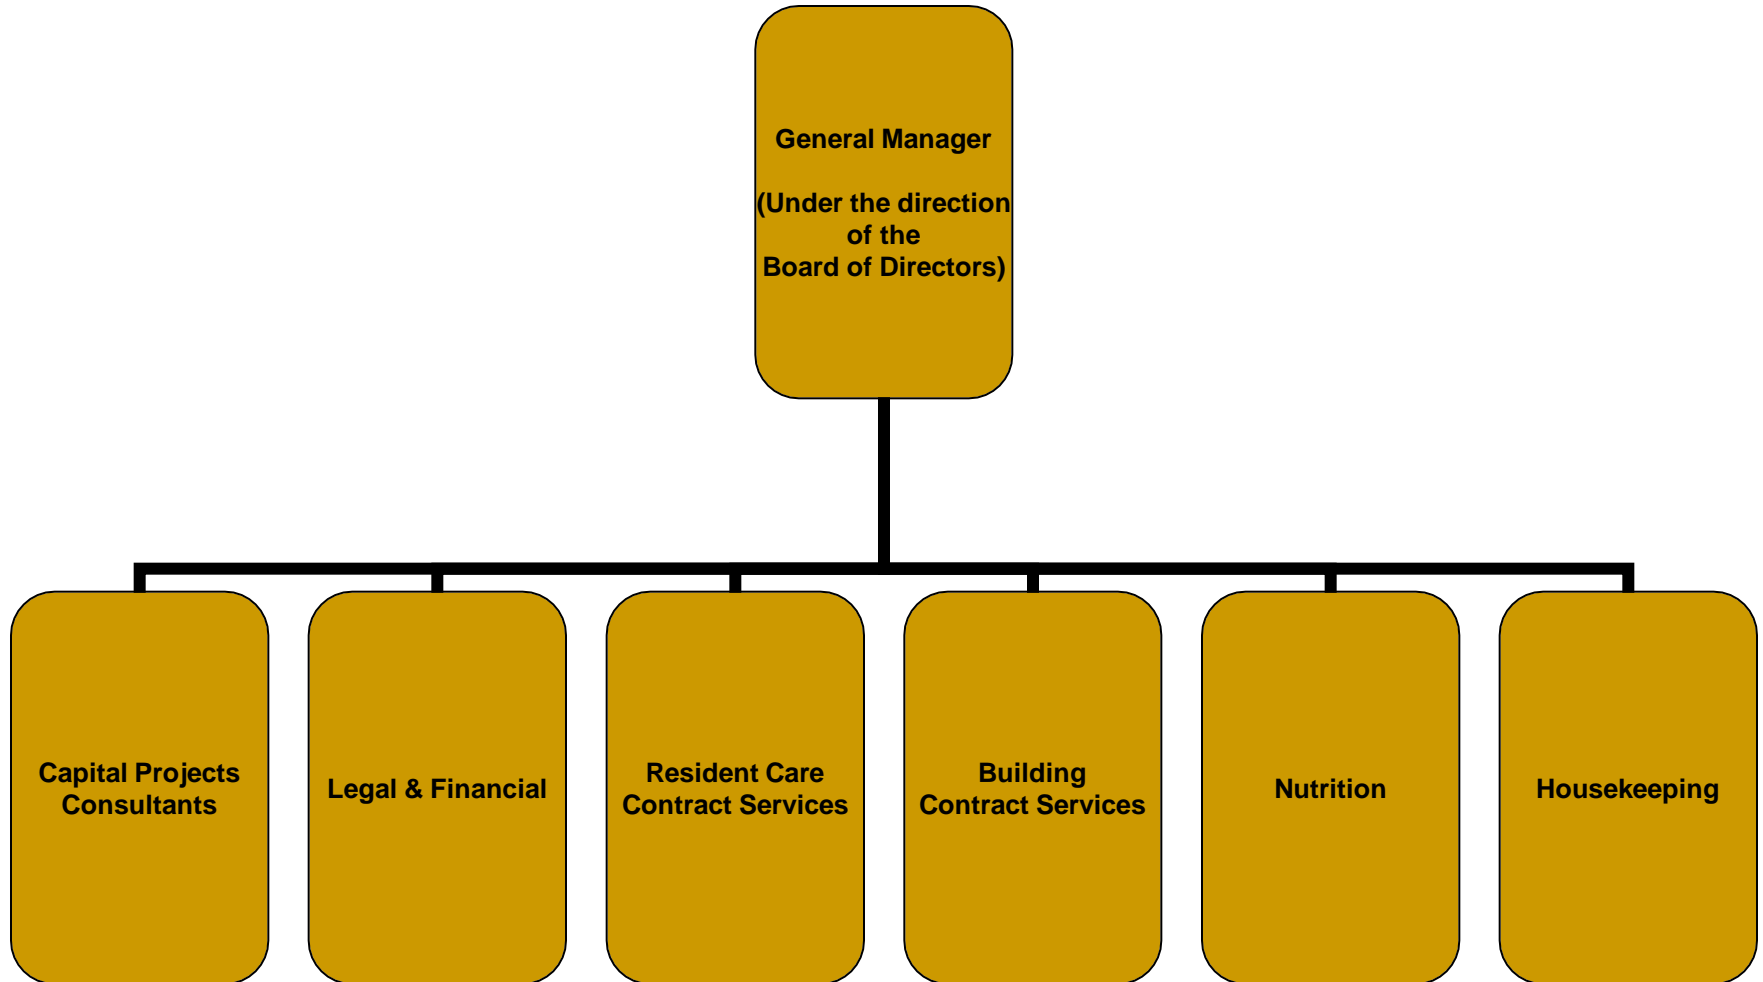 General Manager
(Under the direction
of the
Board of Directors)
Capital Projects
Consultants
Legal & Financial
Resident Care
Contract Services
Building
Contract Services
Nutrition
Housekeeping